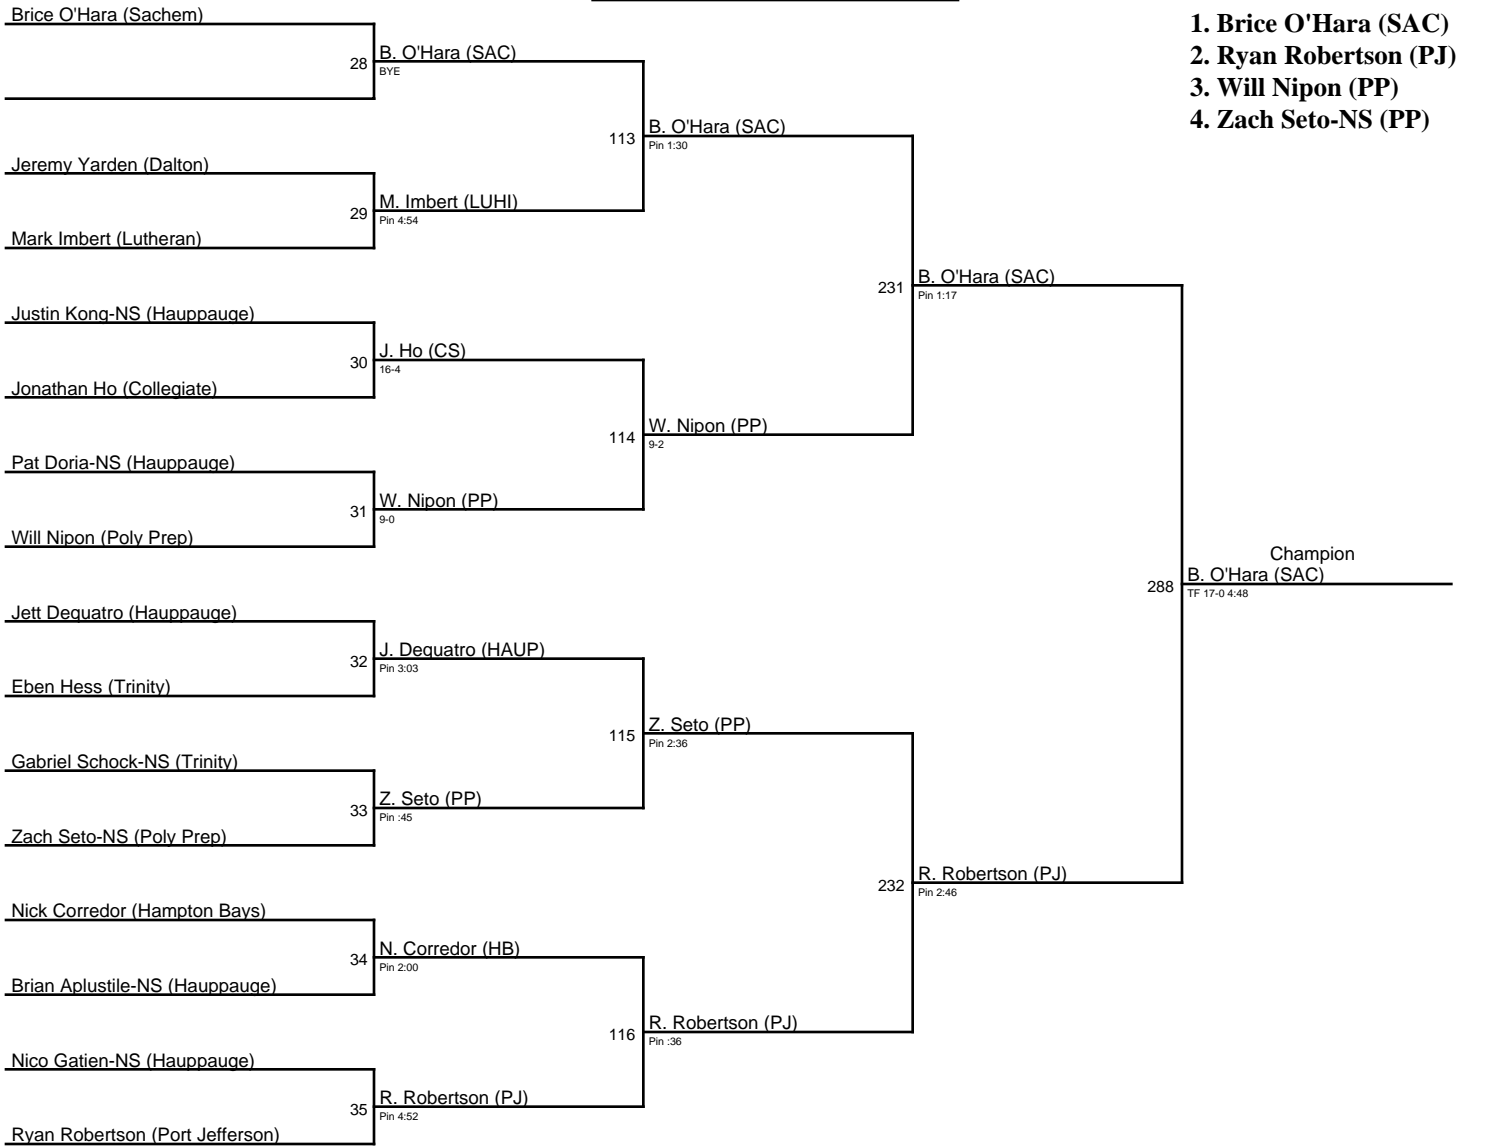 Brice O'Hara (Sachem)
28
B. O'Hara (SAC)
BYE
Jeremy Yarden (Dalton)
29
M. Imbert (LUHI)
Pin 4:54
Mark Imbert (Lutheran)
113
B. O'Hara (SAC)
Pin 1:30
Justin Kong-NS (Hauppauge)
30
J. Ho (CS)
16-4
Jonathan Ho (Collegiate)
Pat Doria-NS (Hauppauge)
31
W. Nipon (PP)
9-0
Will Nipon (Poly Prep)
114
W. Nipon (PP)
9-2
231
B. O'Hara (SAC)
Pin 1:17
Jett Dequatro (Hauppauge)
32
J. Dequatro (HAUP)
Pin 3:03
Eben Hess (Trinity)
Gabriel Schock-NS (Trinity)
33
Z. Seto (PP)
Pin :45
Zach Seto-NS (Poly Prep)
115
Z. Seto (PP)
Pin 2:36
Nick Corredor (Hampton Bays)
34
N. Corredor (HB)
Pin 2:00
Brian Aplustile-NS (Hauppauge)
Nico Gatien-NS (Hauppauge)
35
R. Robertson (PJ)
Pin 4:52
Ryan Robertson (Port Jefferson)
116
R. Robertson (PJ)
Pin :36
232
R. Robertson (PJ)
Pin 2:46
288
Champion
B. O'Hara (SAC)
TF 17-0 4:48
1. Brice O'Hara (SAC)
2. Ryan Robertson (PJ)
3. Will Nipon (PP)
4. Zach Seto-NS (PP)